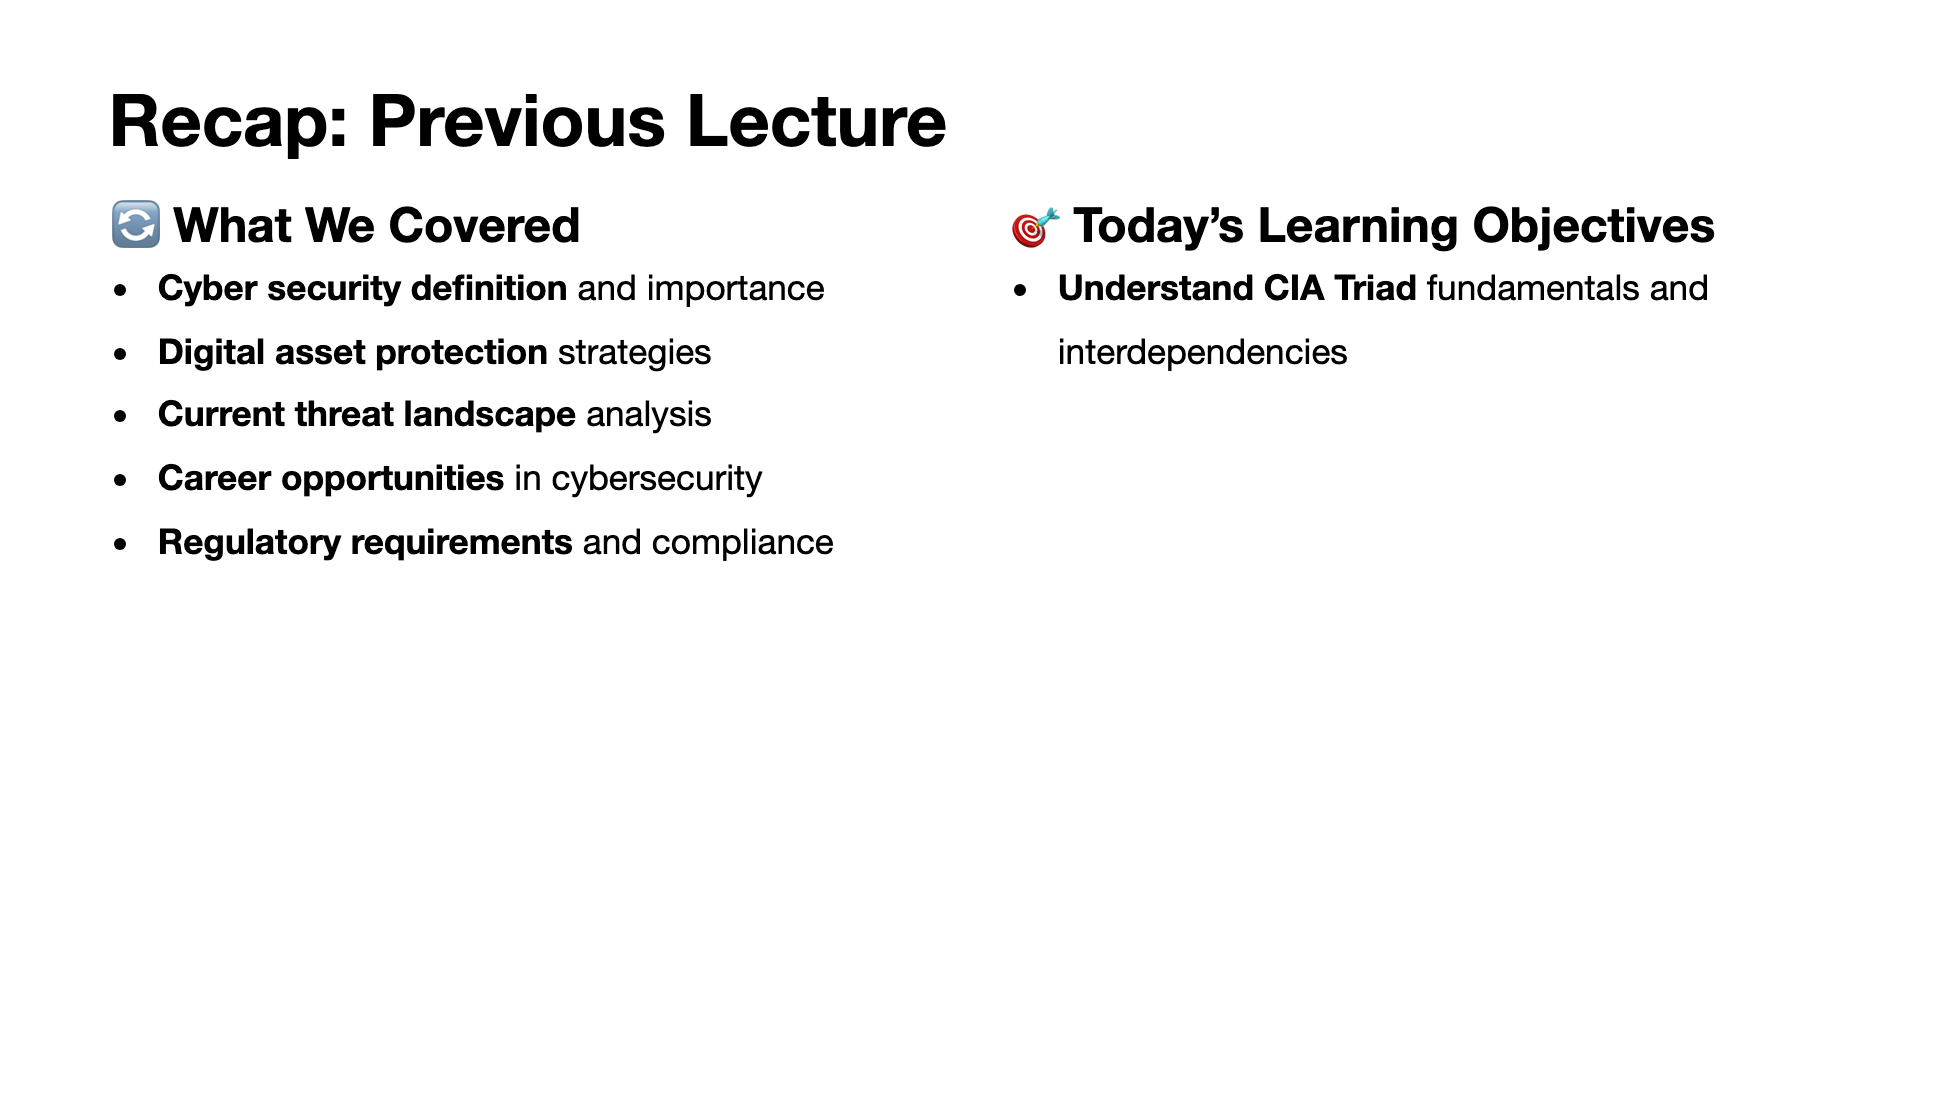 Recap: Previous Lecture
🔄 What We Covered
• Cyber security definition and importance
• Digital asset protection strategies
• Current threat landscape analysis
• Career opportunities in cybersecurity
• Regulatory requirements and compliance
🎯 Today’s Learning Objectives
• Understand CIA Triad fundamentals and
interdependencies